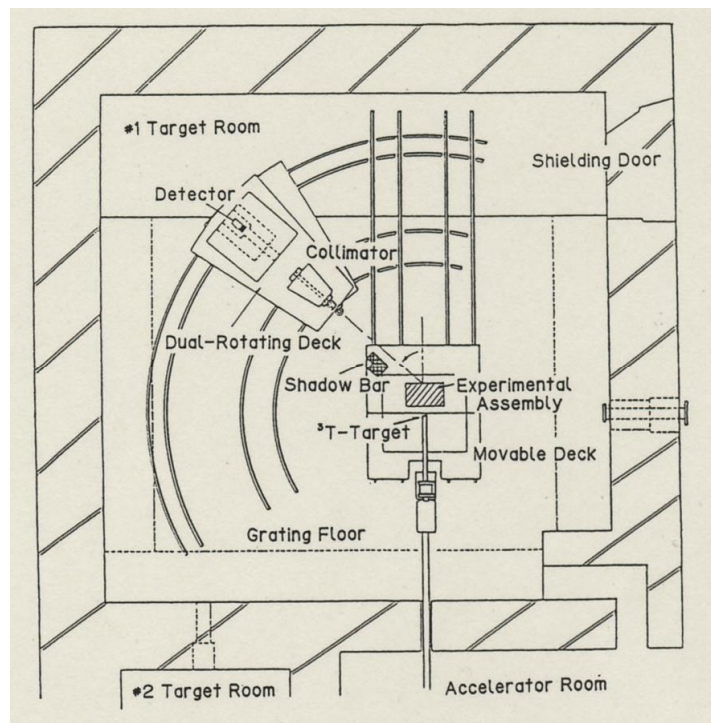 #1 Target Room
Shielding Door
Detector
Collimator
Dual-Rotating Deck
Shadow Bar
Experimental
Assembly
³T-Target
Movable Deck
Grating Floor
#2 Target Room
Accelerator Room